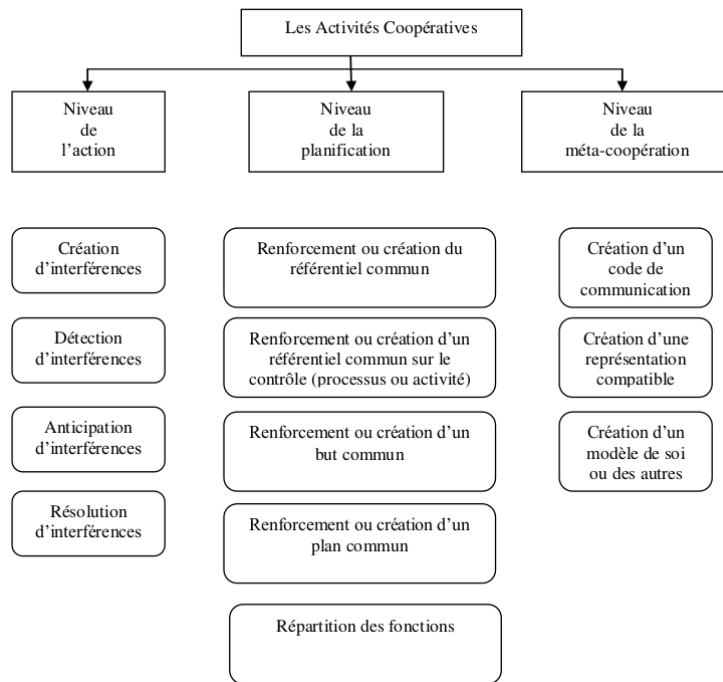 Les Activités Coopératives
Niveau
de
l'action
Niveau
de la
planification
Niveau
de la
méta-coopération
Création
d'interférences
Détection
d'interférences
Anticipation
d'interférences
Résolution
d'interférences
Renforcement ou création du
référentiel commun
Renforcement ou création d'un
référentiel commun sur le
contrôle (processus ou activité)
Renforcement ou création d'un
but commun
Renforcement ou création d'un
plan commun
Répartition des fonctions
Création d'un
code de
communication
Création d'une
représentation
compatible
Création d'un
modèle de soi
ou des autres